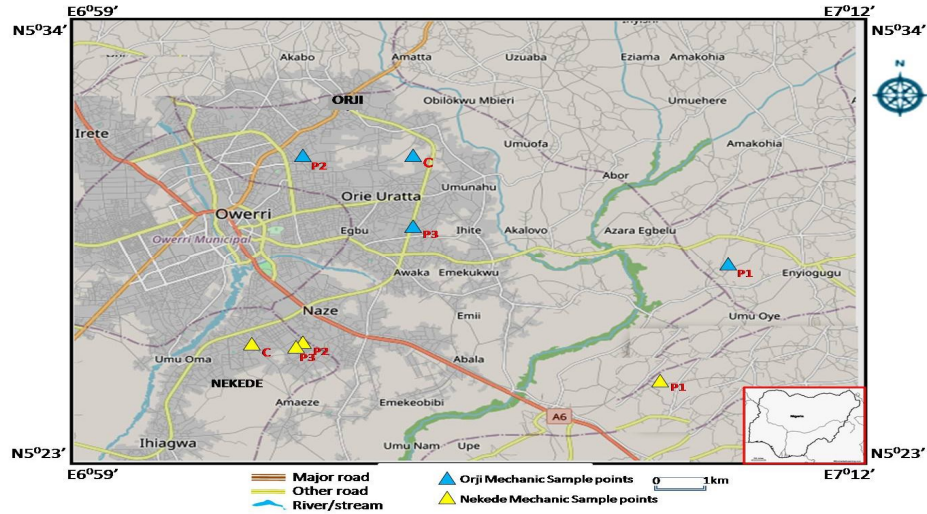 E6°59′
E7°12′
N5°34′
N5°34′
Akabo
Amatta
Uzuaba
Eziama
Amakohia
N
ORJI
Obilokwu Mbieri
Umuehere
Irete
Umuofa
Amakohia
P2
C
Abor
Orie Uratta
Umunahu
Owerri
P3
Egbu
Ihite
Akalovo
Azara Egbelu
Owerri Municipal
Awaka
Emekukwu
P1
Enyiogugu
Naze
Emii
Umu Oye
C
P3
P2
Umu Oma
Abala
NEKEDE
P1
Amaeze
Emekeobibi
A6
Nigeria
Ihiagwa
Umu Nam
Upe
N5°23′
N5°23′
E6°59′
E7°12′
Major road
Other road
River/stream
Orji Mechanic Sample points
Nekede Mechanic Sample points
0
1km